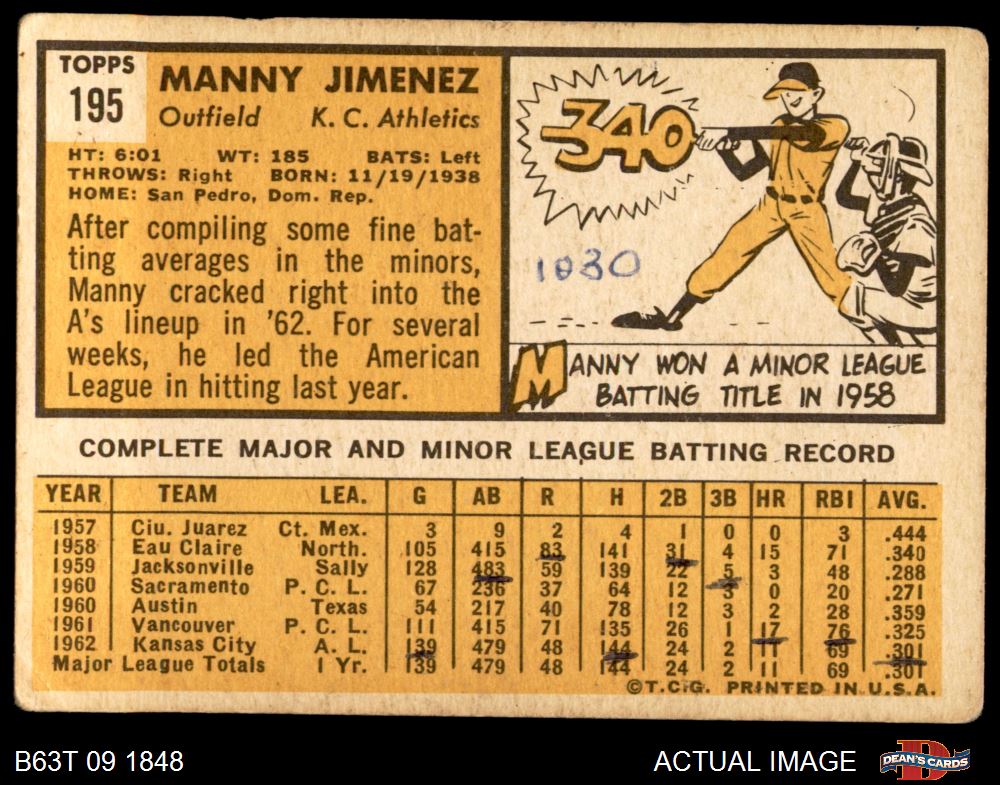 TOPPS
195
MANNY JIMENEZ
Outfield K. C. Athletics
HT: 6:01 WT: 185 BATS: Left
THROWS: Right BORN: 11/19/1938
HOME: San Pedro, Dom. Rep.
After compiling some fine bat-
ting averages in the minors,
Manny cracked right into the
A's lineup in '62. For several
weeks, he led the American
League in hitting last year.
340
1030
MANNY WON A MINOR LEAGUE
BATTING TITLE IN 1958
COMPLETE MAJOR AND MINOR LEAGUE BATTING RECORD
YEAR TEAM LEA. G AB R H 2B 3B HR RBI AVG.
1957 Ciu. Juarez Ct. Mex. 3 9 2 4 1 0 0 3 .444
1958 Eau Claire North. 105 415 83 141 31 4 15 71 .340
1959 Jacksonville Sally 128 483 59 139 22 5 3 48 .288
1960 Sacramento P. C. L. 67 236 37 64 12 3 0 20 .271
1960 Austin Texas 54 217 40 78 12 3 2 28 .359
1961 Vancouver P. C. L. 111 415 71 135 26 1 17 76 .325
1962 Kansas City A. L. 139 479 48 144 24 2 11 69 .301
Major League Totals 1 Yr. 139 479 48 144 24 2 11 69 .301
©T.C.G. PRINTED IN U.S.A.
B63T 09 1848 ACTUAL IMAGE
DEAN'S CARDS